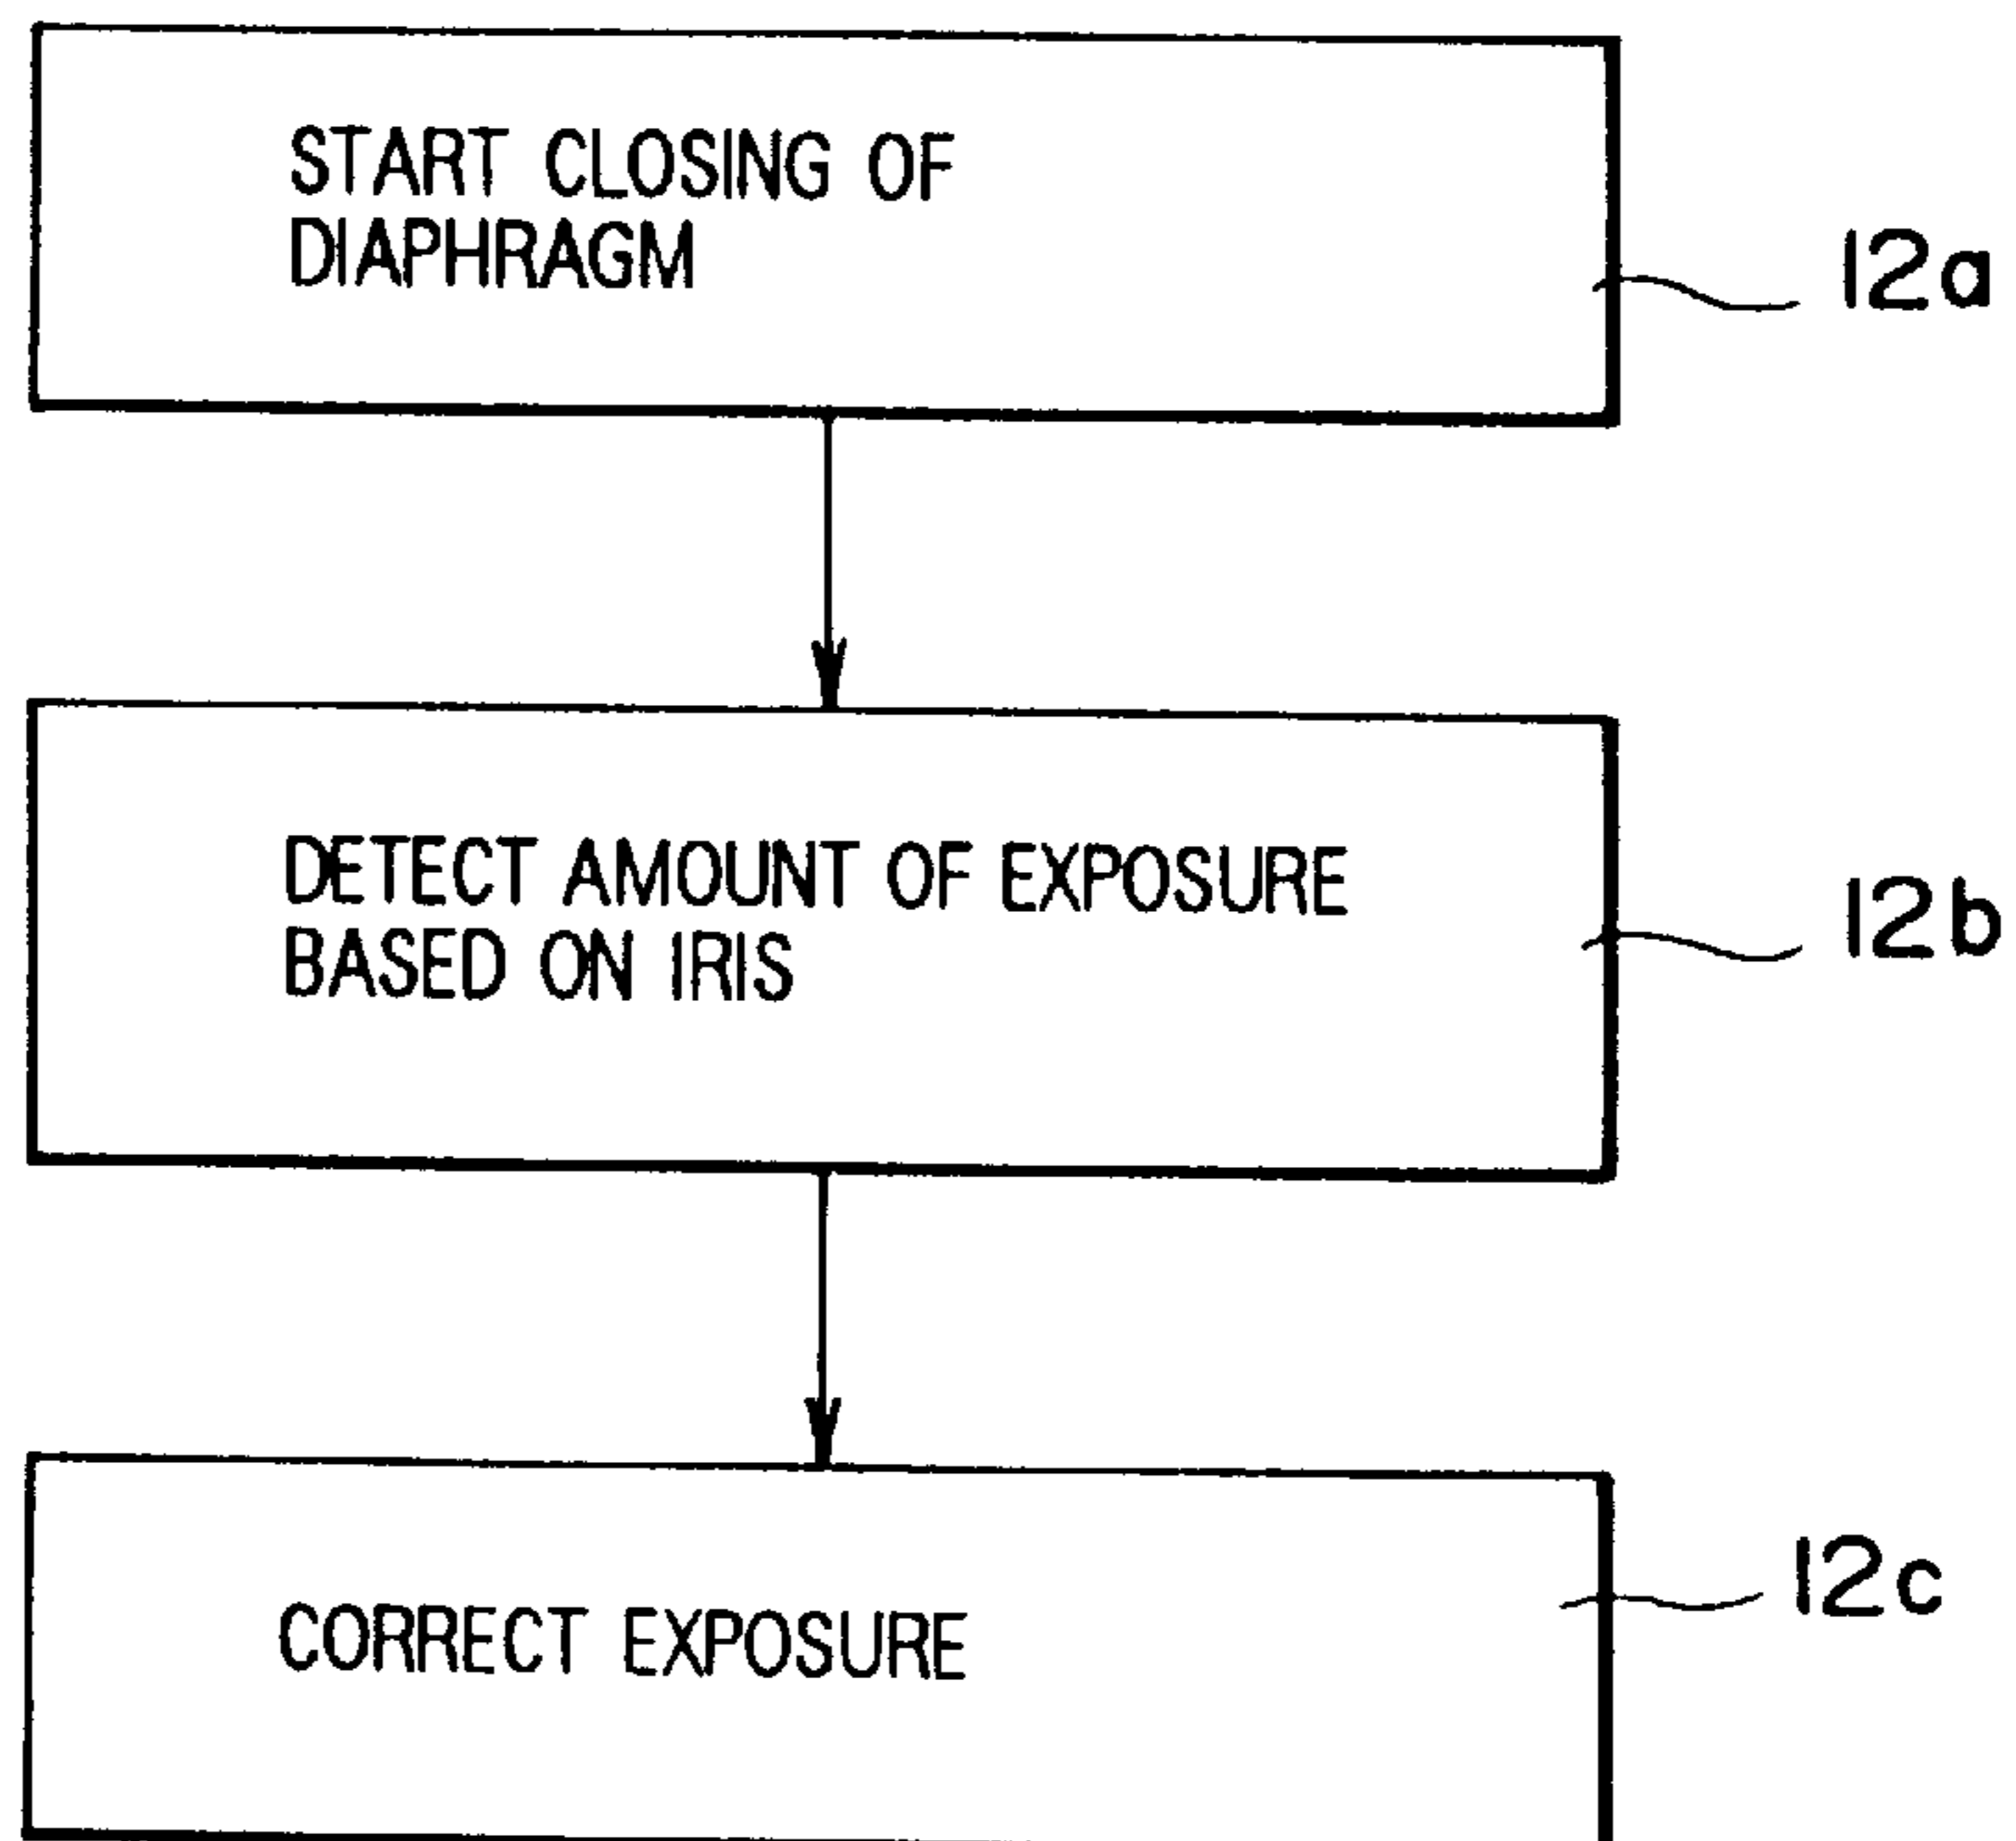 START CLOSING OF
DIAPHRAGM
12a
DETECT AMOUNT OF EXPOSURE
BASED ON IRIS
12b
CORRECT EXPOSURE
12c